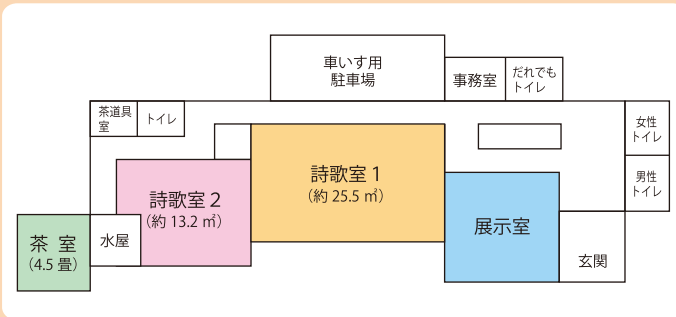 車いす用
駐車場
事務室
だれでも
トイレ
茶道具
室
トイレ
女性
トイレ
詩歌室1
(約 25.5 ㎡)
男性
トイレ
詩歌室2
(約 13.2 ㎡)
展示室
茶 室
(4.5 畳)
水屋
玄関